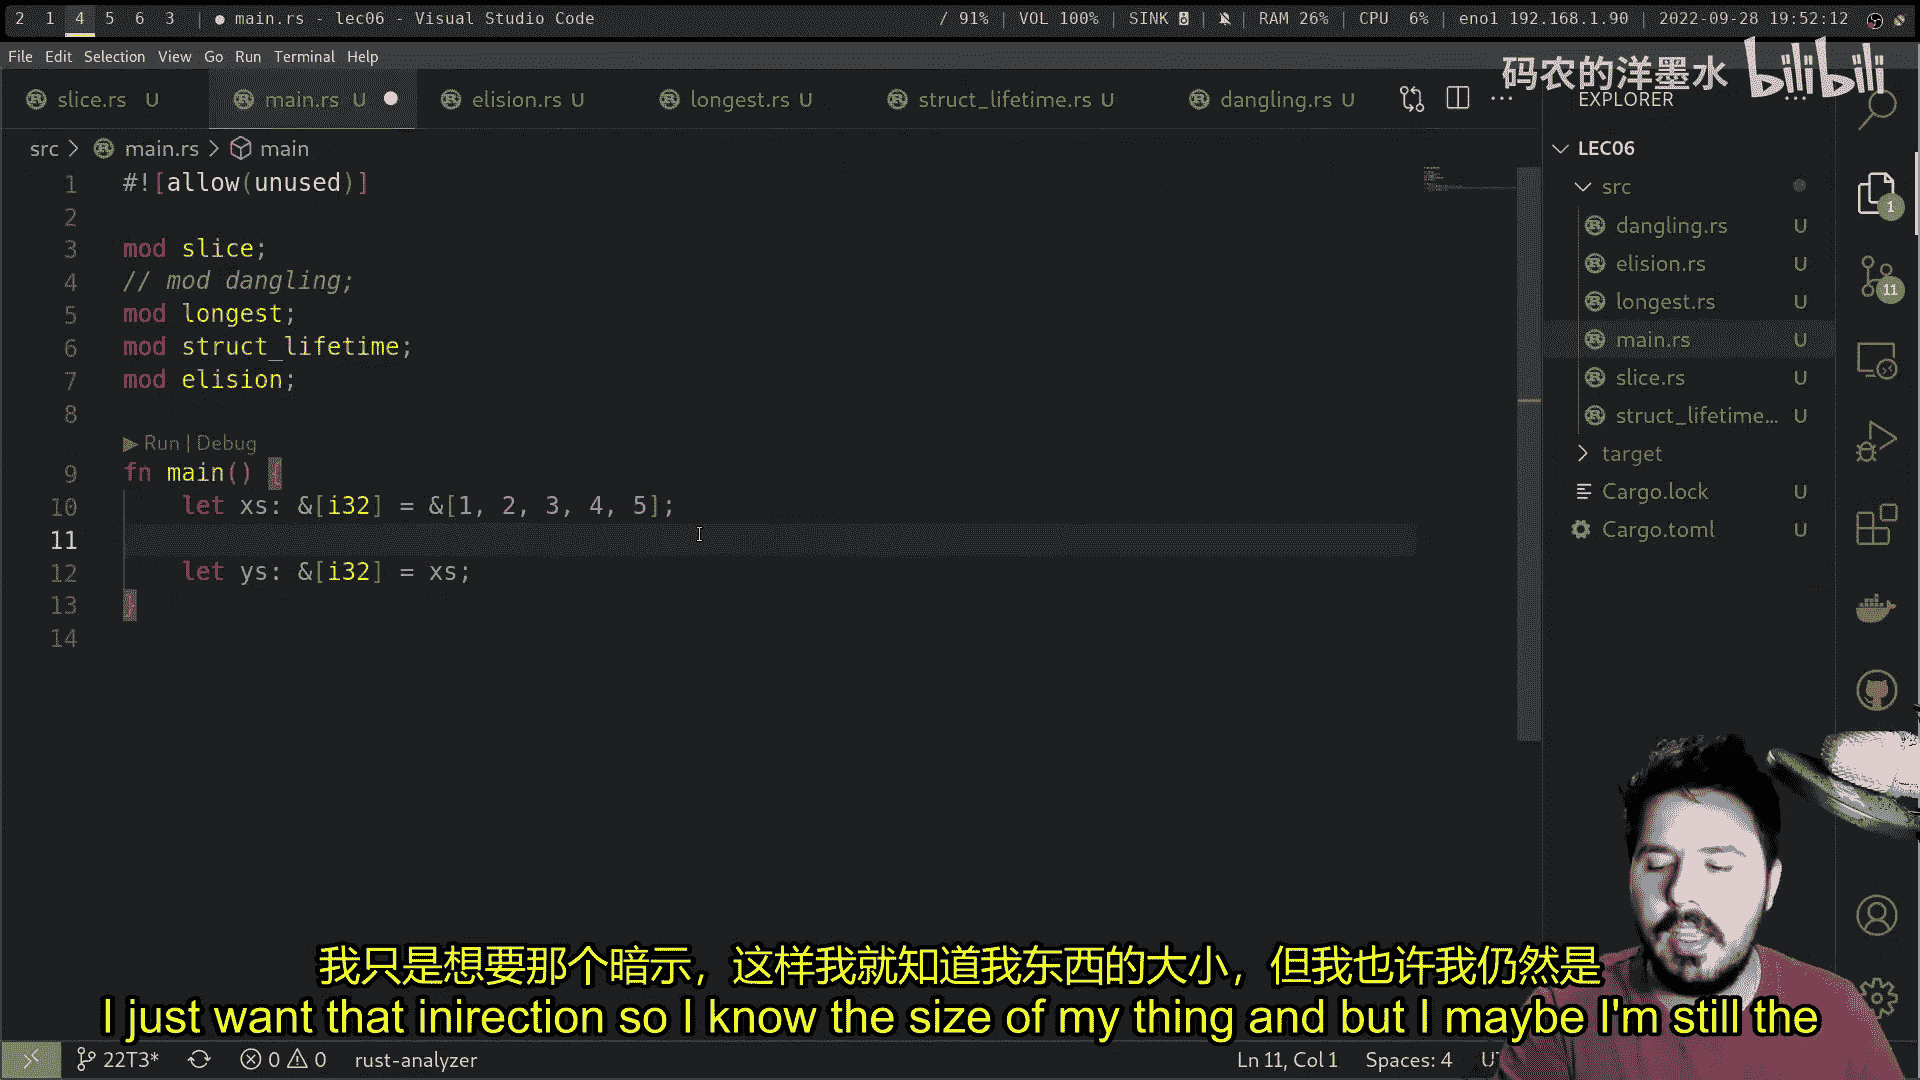 2 1 4 5 6 3 | ● main.rs - lec06 - Visual Studio Code
/ 91% | VOL 100% | SINK | RAM 26% | CPU 6% | eno1 192.168.1.90 | 2022-09-28 19:52:12
File Edit Selection View Go Run Terminal Help
码农的洋墨水 bilibili
slice.rs U main.rs U ● elision.rs U longest.rs U struct_lifetime.rs U dangling.rs U ···
EXPLORER ···
src > main.rs > main
1 #![allow(unused)]
2
3 mod slice;
4 // mod dangling;
5 mod longest;
6 mod struct_lifetime;
7 mod elision;
8
▶ Run | Debug
9 fn main() {
10 let xs: &[i32] = &[1, 2, 3, 4, 5];
11
12 let ys: &[i32] = xs;
13 }
14
LEC06
src
dangling.rs U
elision.rs U
longest.rs U
main.rs U
slice.rs U
struct_lifetime... U
target
Cargo.lock U
Cargo.toml U
1
11
我只是想要那个暗示，这样我就知道我东西的大小，但我也许我仍然是
I just want that inirection so I know the size of my thing and but I maybe I'm still the
22T3* 0 0 rust-analyzer
Ln 11, Col 1 Spaces: 4